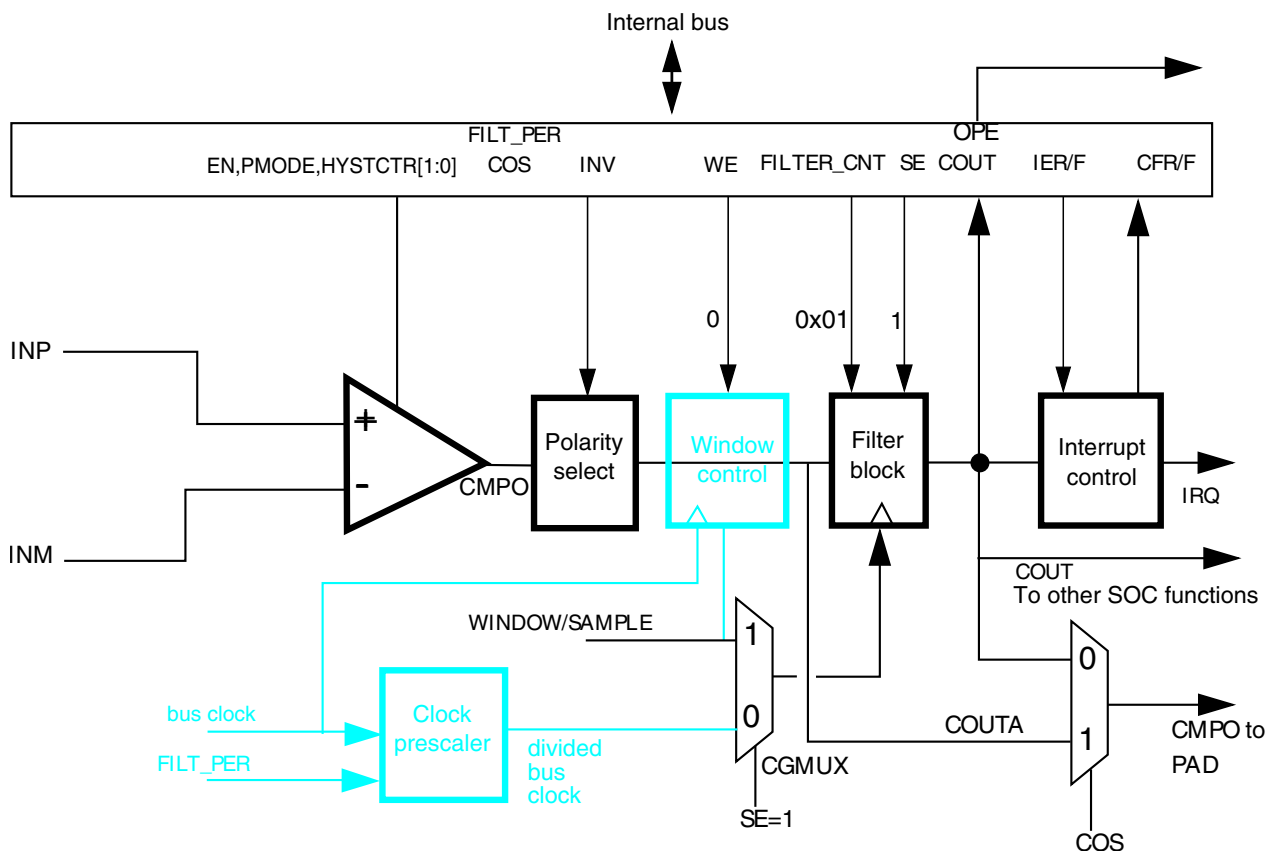 Internal bus
FILT_PER
OPE
EN,PMODE,HYSTCTR[1:0]
COS
INV
WE
FILTER_CNT
SE
COUT
IER/F
CFR/F
0
0x01
1
INP
+
-
INM
CMPO
Polarity
select
Window
control
Filter
block
Interrupt
control
IRQ
COUT
To other SOC functions
WINDOW/SAMPLE
1
0
CGMUX
SE=1
bus clock
FILT_PER
Clock
prescaler
divided
bus
clock
COUTA
0
1
CMPO to
PAD
COS